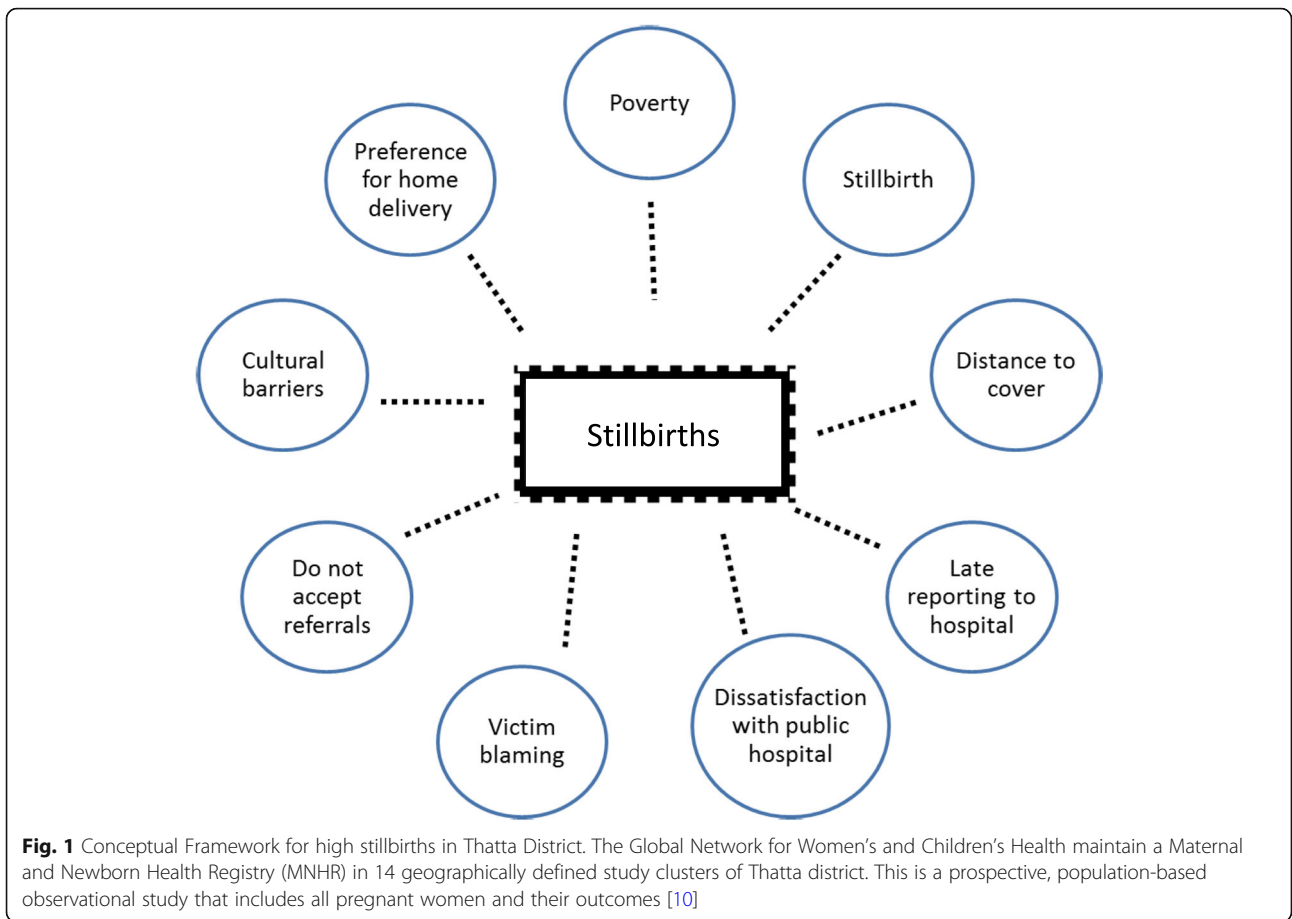 Poverty
Preference
for home
delivery
Stillbirth
Cultural
barriers
Distance to
cover
Stillbirths
Do not
accept
referrals
Late
reporting to
hospital
Victim
blaming
Dissatisfaction
with public
hospital
Fig. 1 Conceptual Framework for high stillbirths in Thatta District. The Global Network for Women’s and Children’s Health maintain a Maternal
and Newborn Health Registry (MNHR) in 14 geographically defined study clusters of Thatta district. This is a prospective, population-based
observational study that includes all pregnant women and their outcomes [10]